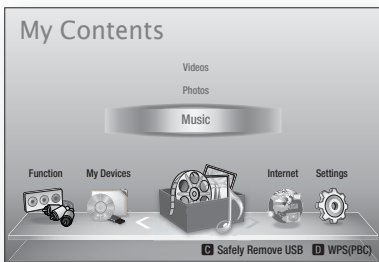 My Contents
Videos
Photos
Music
Function My Devices Internet Settings
C Safely Remove USB D WPS(PBC)